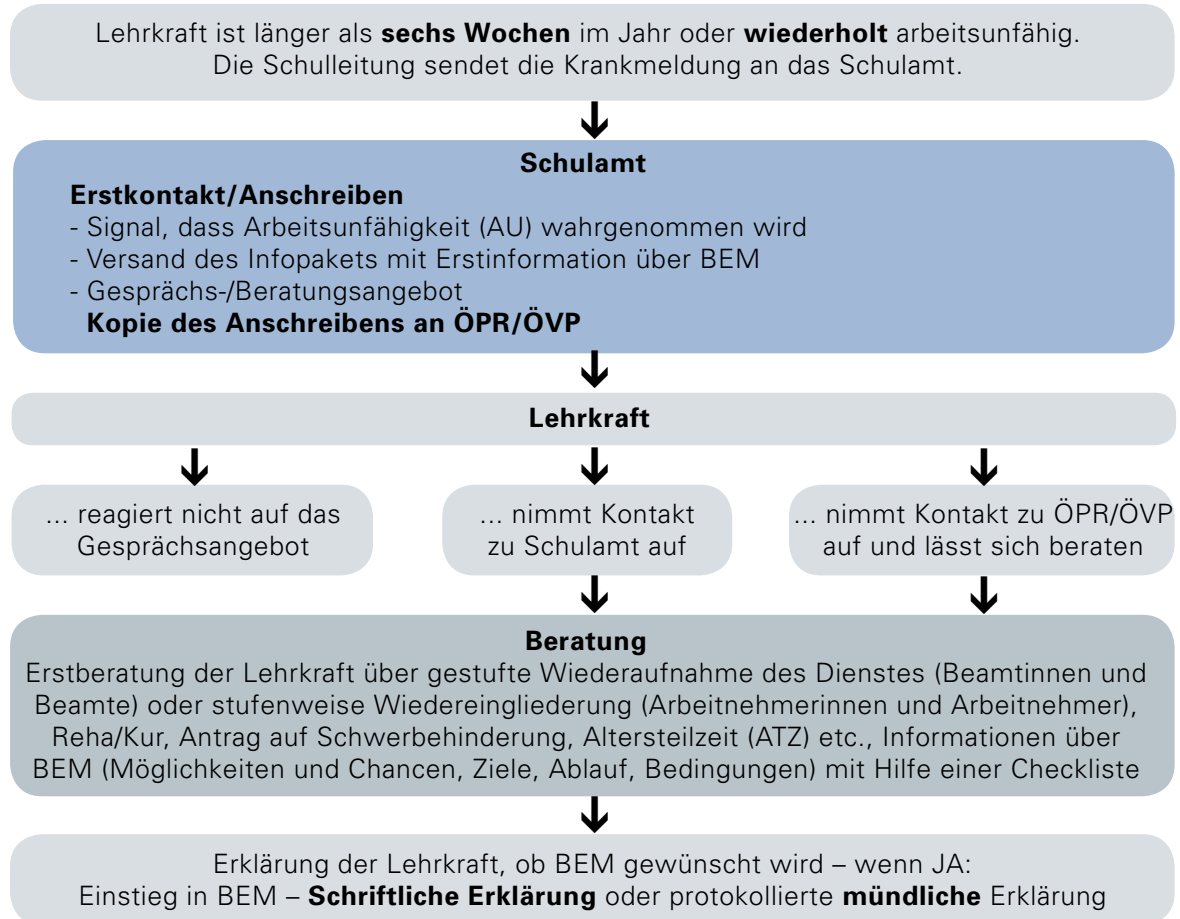 Lehrkraft ist länger als sechs Wochen im Jahr oder wiederholt arbeitsunfähig.
Die Schulleitung sendet die Krankmeldung an das Schulamt.
Schulamt
Erstkontakt/Anschreiben
- Signal, dass Arbeitsunfähigkeit (AU) wahrgenommen wird
- Versand des Infopakets mit Erstinformation über BEM
- Gesprächs-/Beratungsangebot
Kopie des Anschreibens an ÖPR/ÖVP
Lehrkraft
... reagiert nicht auf das
Gesprächsangebot
... nimmt Kontakt
zu Schulamt auf
... nimmt Kontakt zu ÖPR/ÖVP
auf und lässt sich beraten
Beratung
Erstberatung der Lehrkraft über gestufte Wiederaufnahme des Dienstes (Beamtinnen und
Beamte) oder stufenweise Wiedereingliederung (Arbeitnehmerinnen und Arbeitnehmer),
Reha/Kur, Antrag auf Schwerbehinderung, Altersteilzeit (ATZ) etc., Informationen über
BEM (Möglichkeiten und Chancen, Ziele, Ablauf, Bedingungen) mit Hilfe einer Checkliste
Erklärung der Lehrkraft, ob BEM gewünscht wird – wenn JA:
Einstieg in BEM – Schriftliche Erklärung oder protokollierte mündliche Erklärung